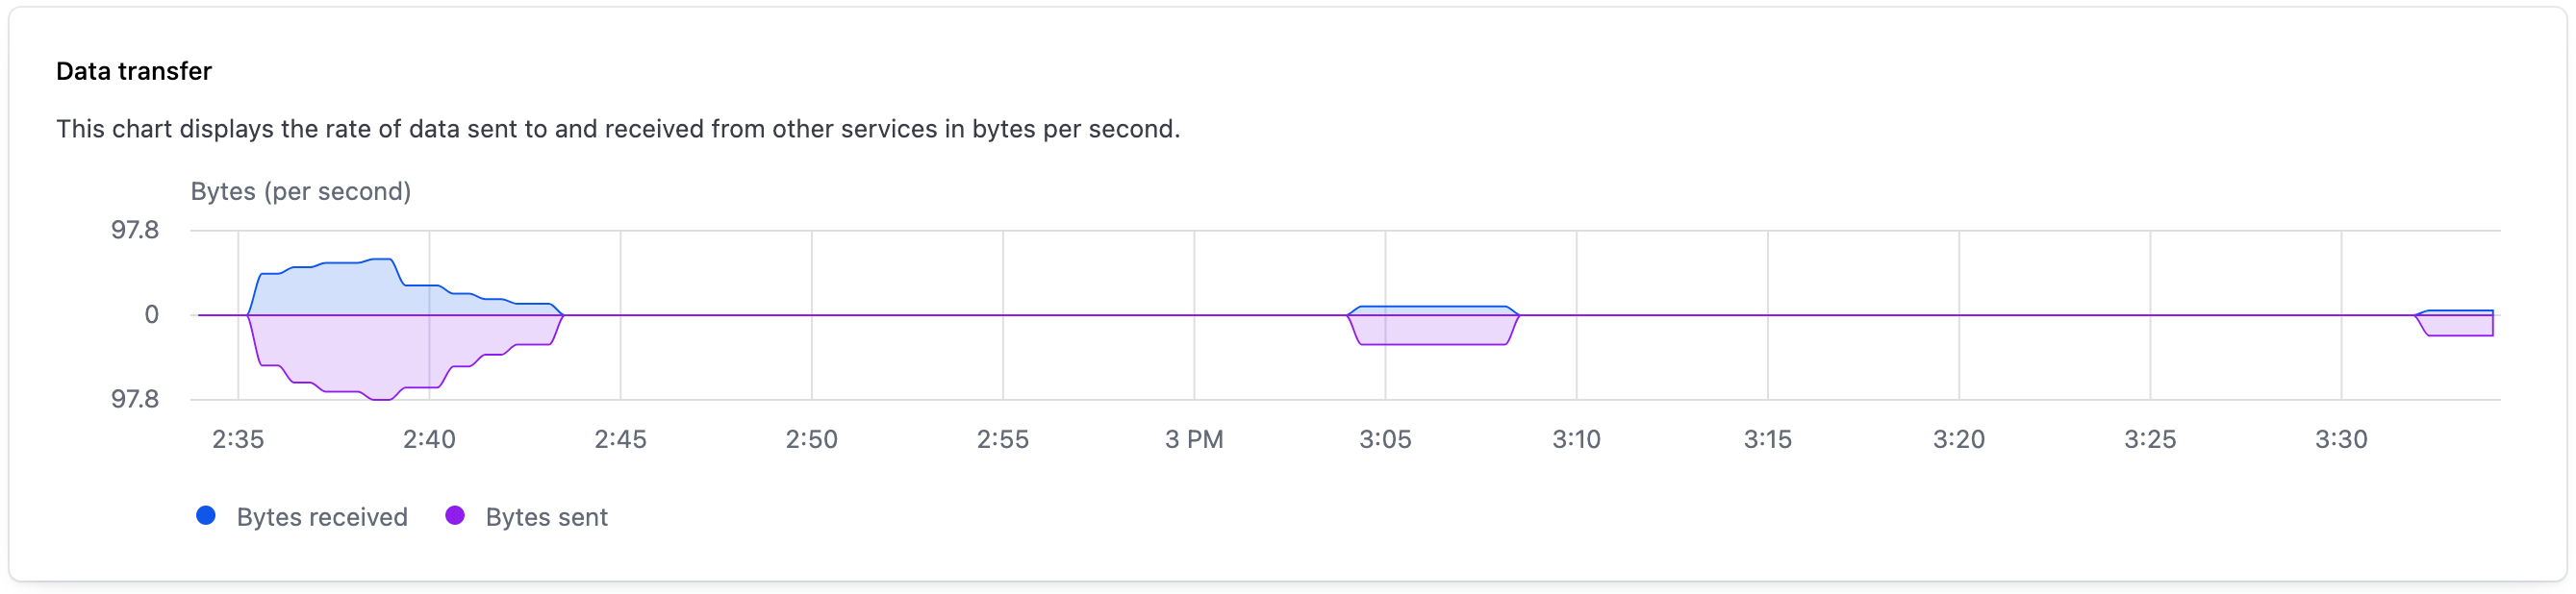 Data transfer
This chart displays the rate of data sent to and received from other services in bytes per second.
Bytes (per second)
97.8
0
97.8
2:35 2:40 2:45 2:50 2:55 3 PM 3:05 3:10 3:15 3:20 3:25 3:30
Bytes received Bytes sent